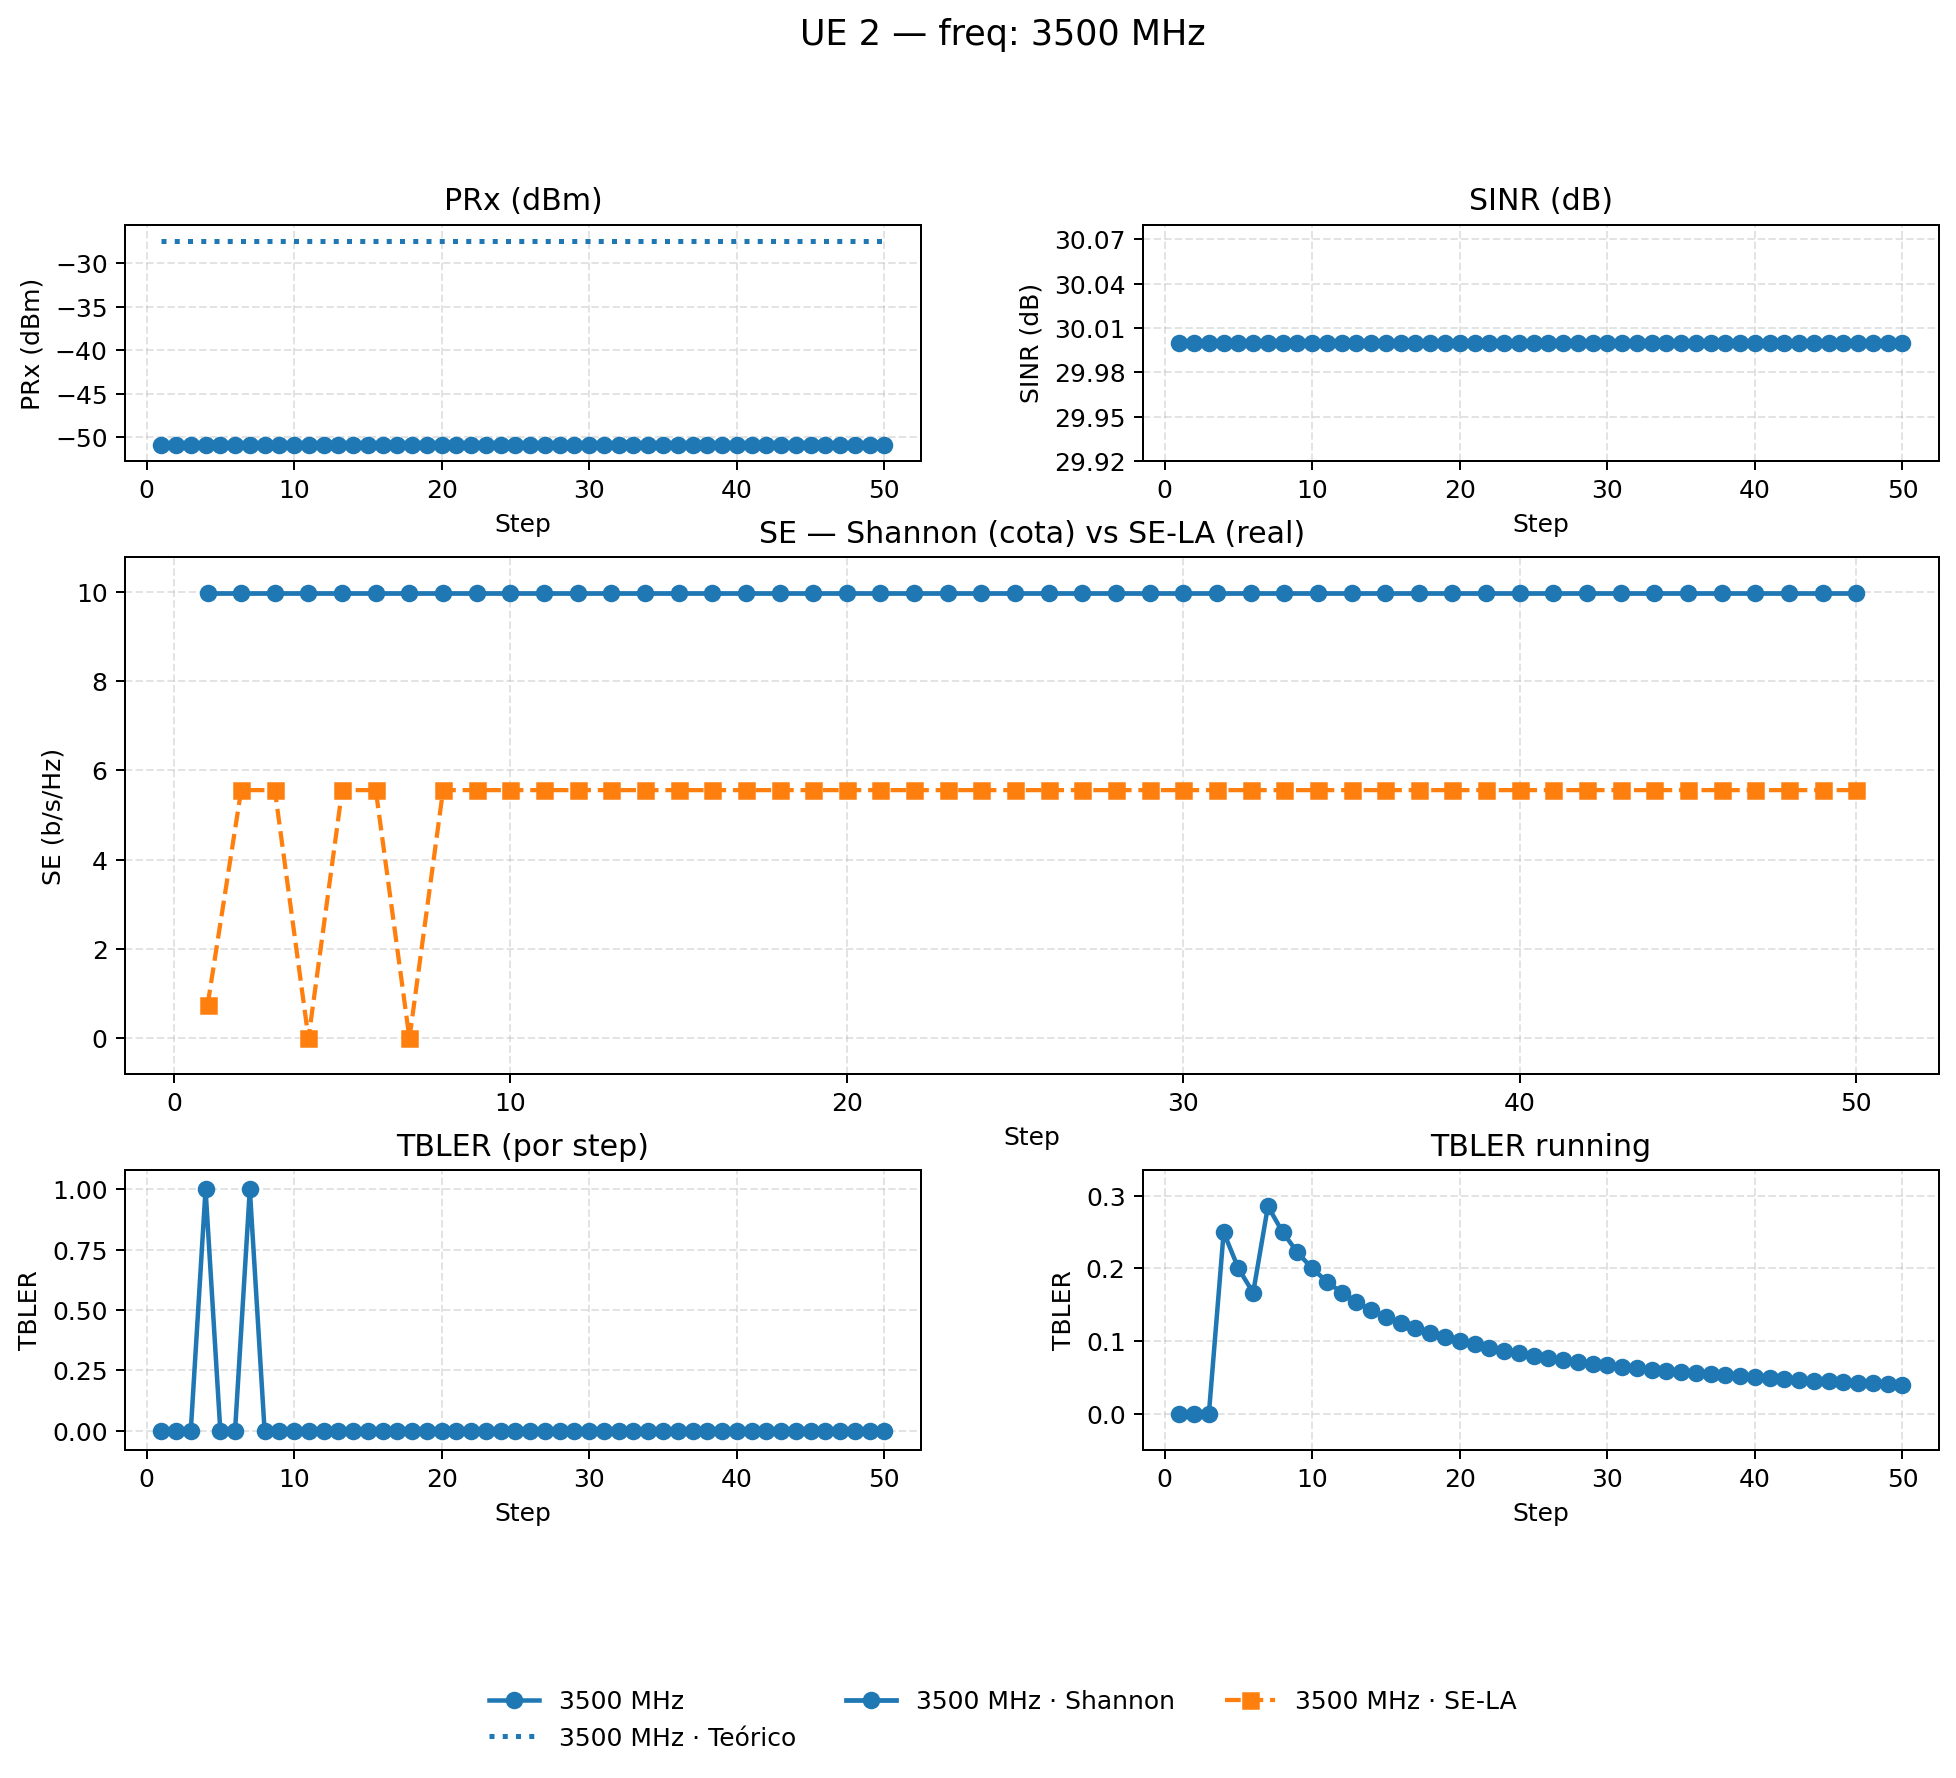 UE 2 — freq: 3500 MHz
PRx (dBm)
PRx (dBm)
−30
−35
−40
−45
−50
0 10 20 30 40 50
Step
SINR (dB)
SINR (dB)
30.07
30.04
30.01
29.98
29.95
29.92
0 10 20 30 40 50
Step
SE — Shannon (cota) vs SE-LA (real)
SE (b/s/Hz)
10
8
6
4
2
0
0 10 20 30 40 50
Step
TBLER (por step)
TBLER
1.00
0.75
0.50
0.25
0.00
0 10 20 30 40 50
Step
TBLER running
TBLER
0.3
0.2
0.1
0.0
0 10 20 30 40 50
Step
3500 MHz
3500 MHz · Teórico
3500 MHz · Shannon
3500 MHz · SE-LA